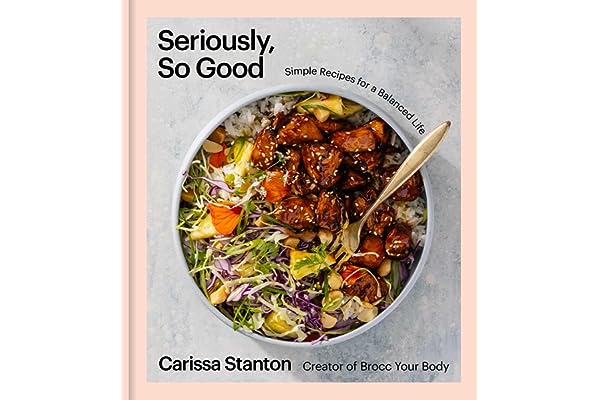 Seriously,
So Good
Simple Recipes for a Balanced Life
Carissa Stanton
Creator of Brocc Your Body